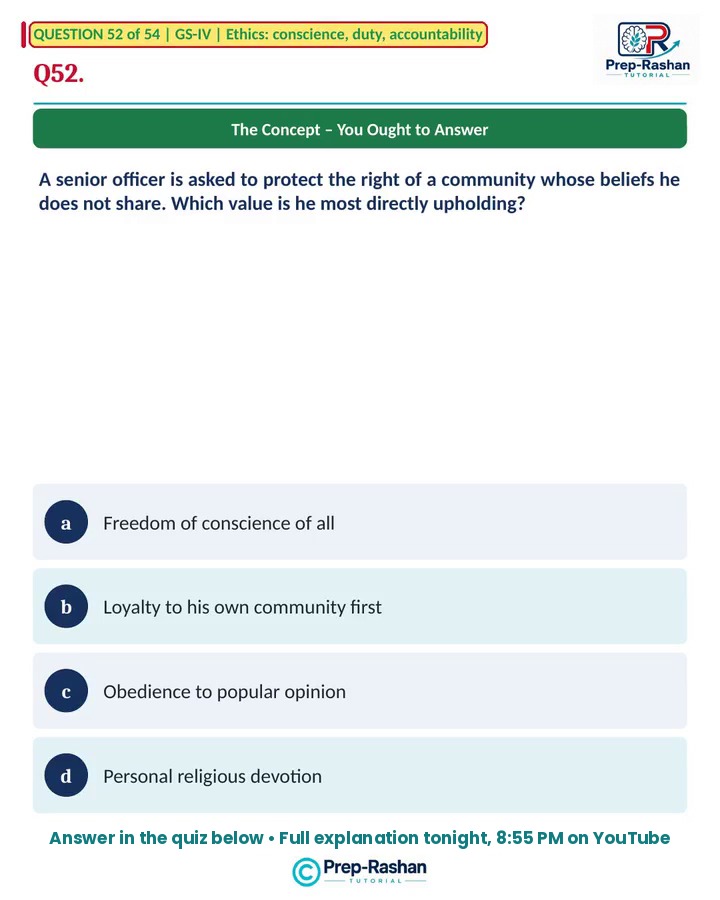 QUESTION 52 of 54 | GS-IV | Ethics: conscience, duty, accountability
Prep-Rashan
TUTORIAL
Q52.
The Concept – You Ought to Answer
A senior officer is asked to protect the right of a community whose beliefs he
does not share. Which value is he most directly upholding?
a Freedom of conscience of all
b Loyalty to his own community first
c Obedience to popular opinion
d Personal religious devotion
Answer in the quiz below • Full explanation tonight, 8:55 PM on YouTube
© Prep-Rashan
TUTORIAL